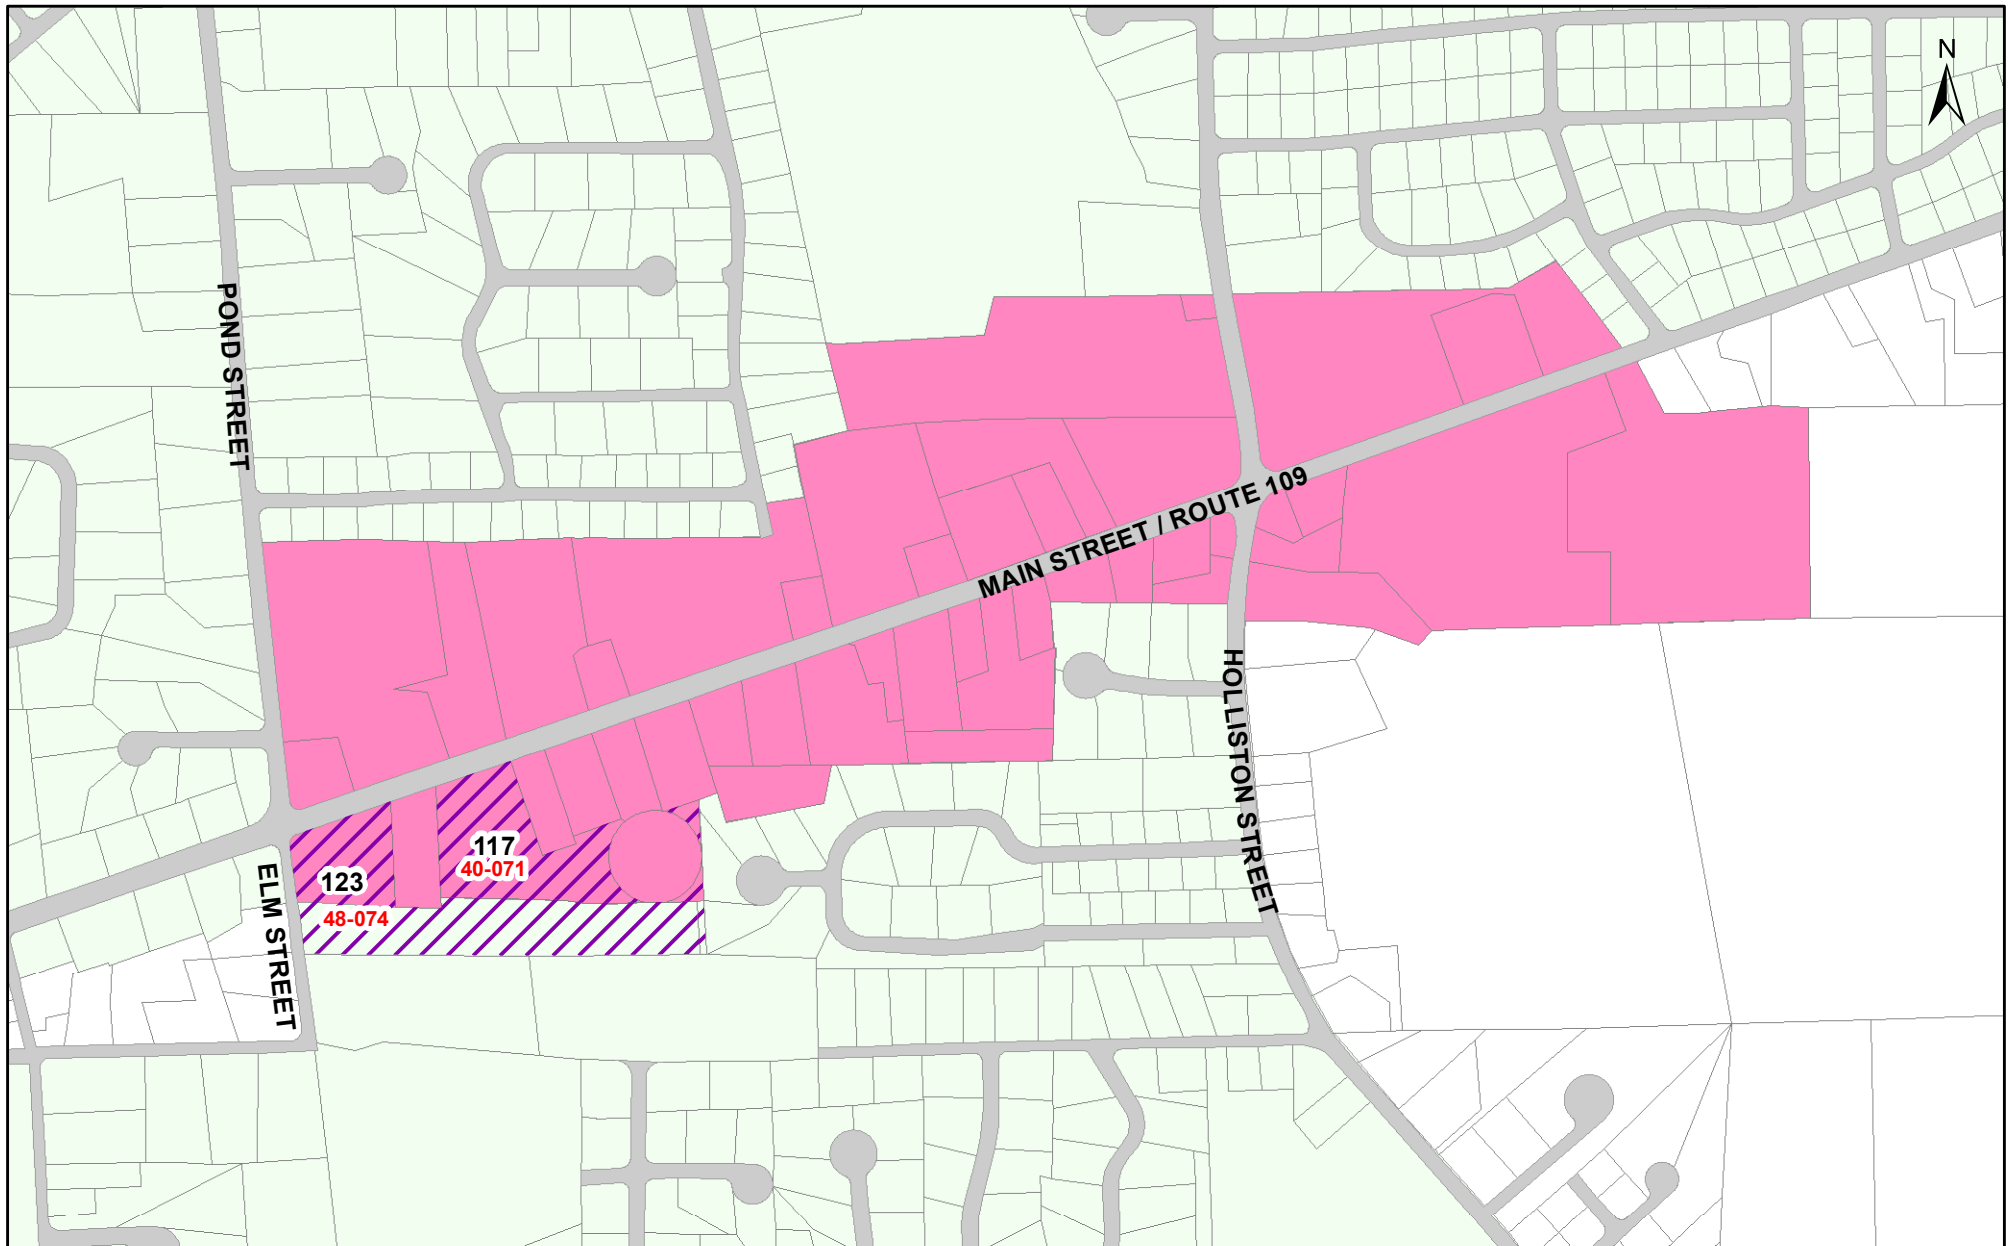 N
POND STREET
MAIN STREET / ROUTE 109
HOLLISTON STREET
117
40-071
123
48-074
ELM STREET